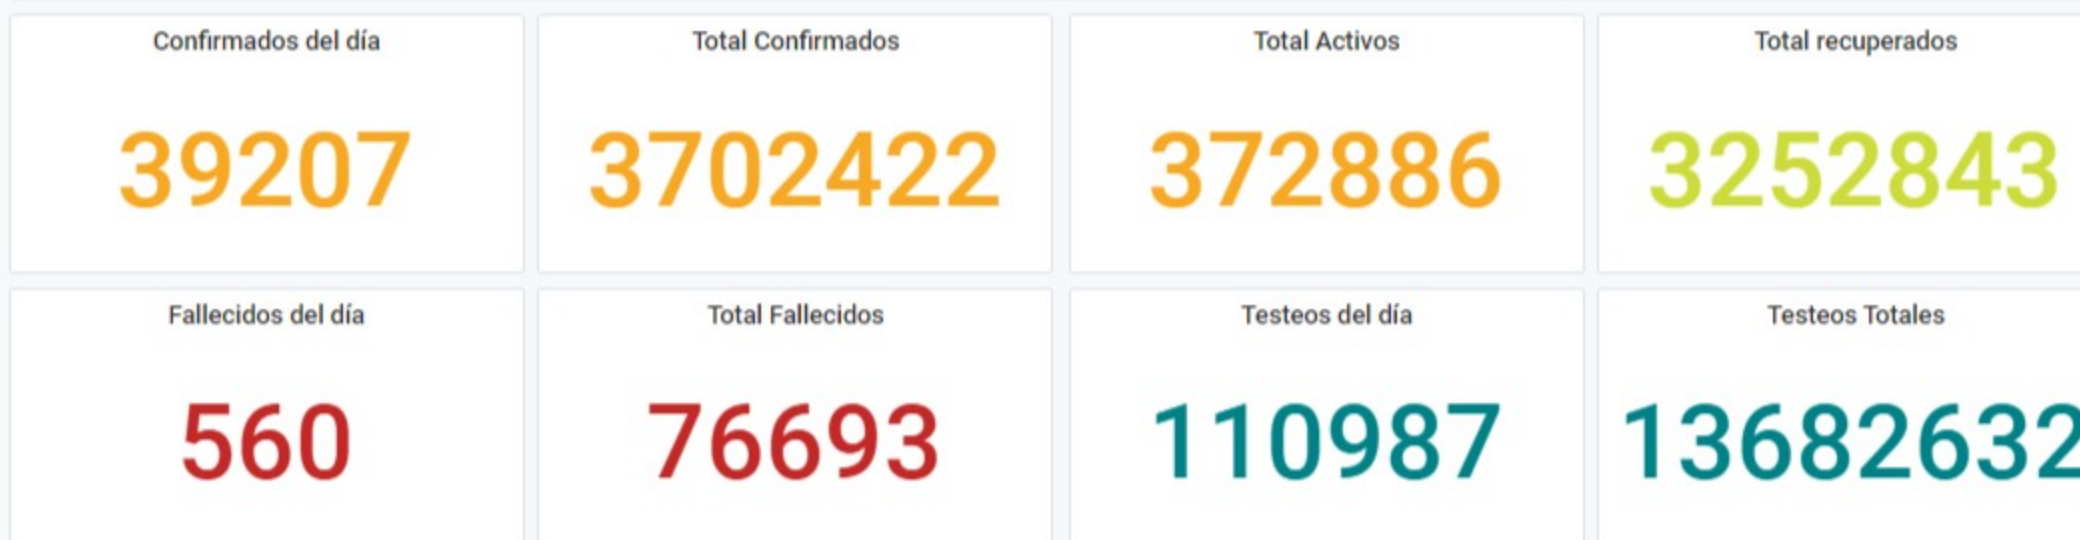 Confirmados del día
Total Confirmados
Total Activos
Total recuperados
39207
3702422
372886
3252843
Fallecidos del día
Total Fallecidos
Testeos del día
Testeos Totales
560
76693
110987
13682632